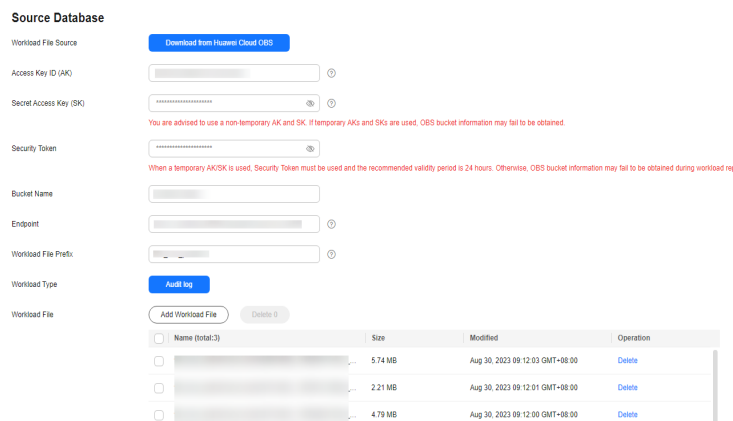 Source Database
Workload File Source
Download from Huawei Cloud OBS
Access Key ID (AK)
Secret Access Key (SK)
********************
You are advised to use a non-temporary AK and SK. If temporary AKs and SKs are used, OBS bucket information may fail to be obtained.
Security Token
********************
When a temporary AK/SK is used, Security Token must be used and the recommended validity period is 24 hours. Otherwise, OBS bucket information may fail to be obtained during workload rep
Bucket Name
Endpoint
Workload File Prefix
Workload Type
Audit log
Workload File
Add Workload File
Delete 0
Name (total:3) Size Modified Operation
5.74 MB Aug 30, 2023 09:12:03 GMT+08:00 Delete
2.21 MB Aug 30, 2023 09:12:01 GMT+08:00 Delete
4.79 MB Aug 30, 2023 09:12:00 GMT+08:00 Delete